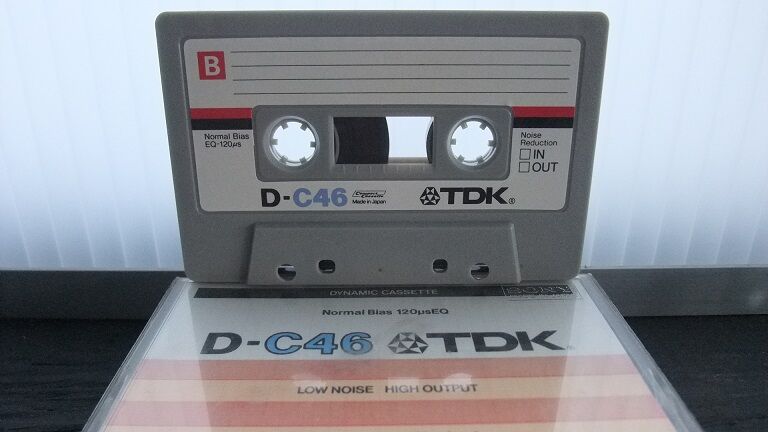 B
Normal Bias
EQ-120µs
Noise
Reduction
IN
OUT
D-C46
Made in Japan
TDK
DYNAMIC CASSETTE
SONY
Normal Bias 120µsEQ
D-C46 TDK
LOW NOISE HIGH OUTPUT